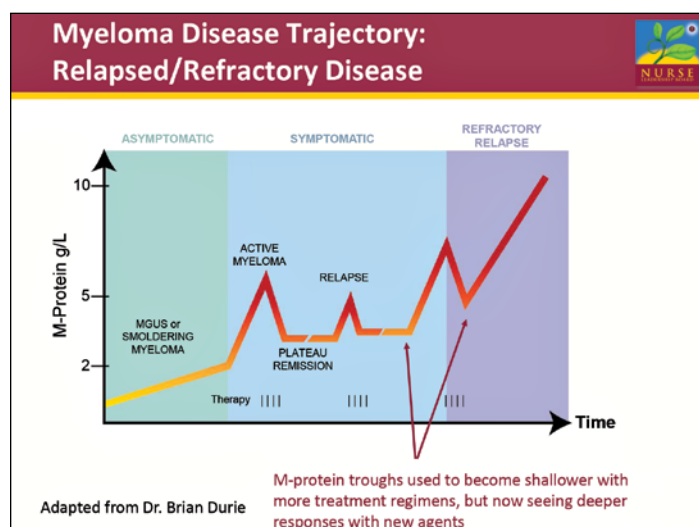 Myeloma Disease Trajectory:
Relapsed/Refractory Disease
NURSE
LEADERSHIP BOARD
ASYMPTOMATIC
SYMPTOMATIC
REFRACTORY
RELAPSE
10
5
2
M-Protein g/L
MGUS or
SMOLDERING
MYELOMA
ACTIVE
MYELOMA
RELAPSE
PLATEAU
REMISSION
Therapy
Time
M-protein troughs used to become shallower with
more treatment regimens, but now seeing deeper
responses with new agents
Adapted from Dr. Brian Durie